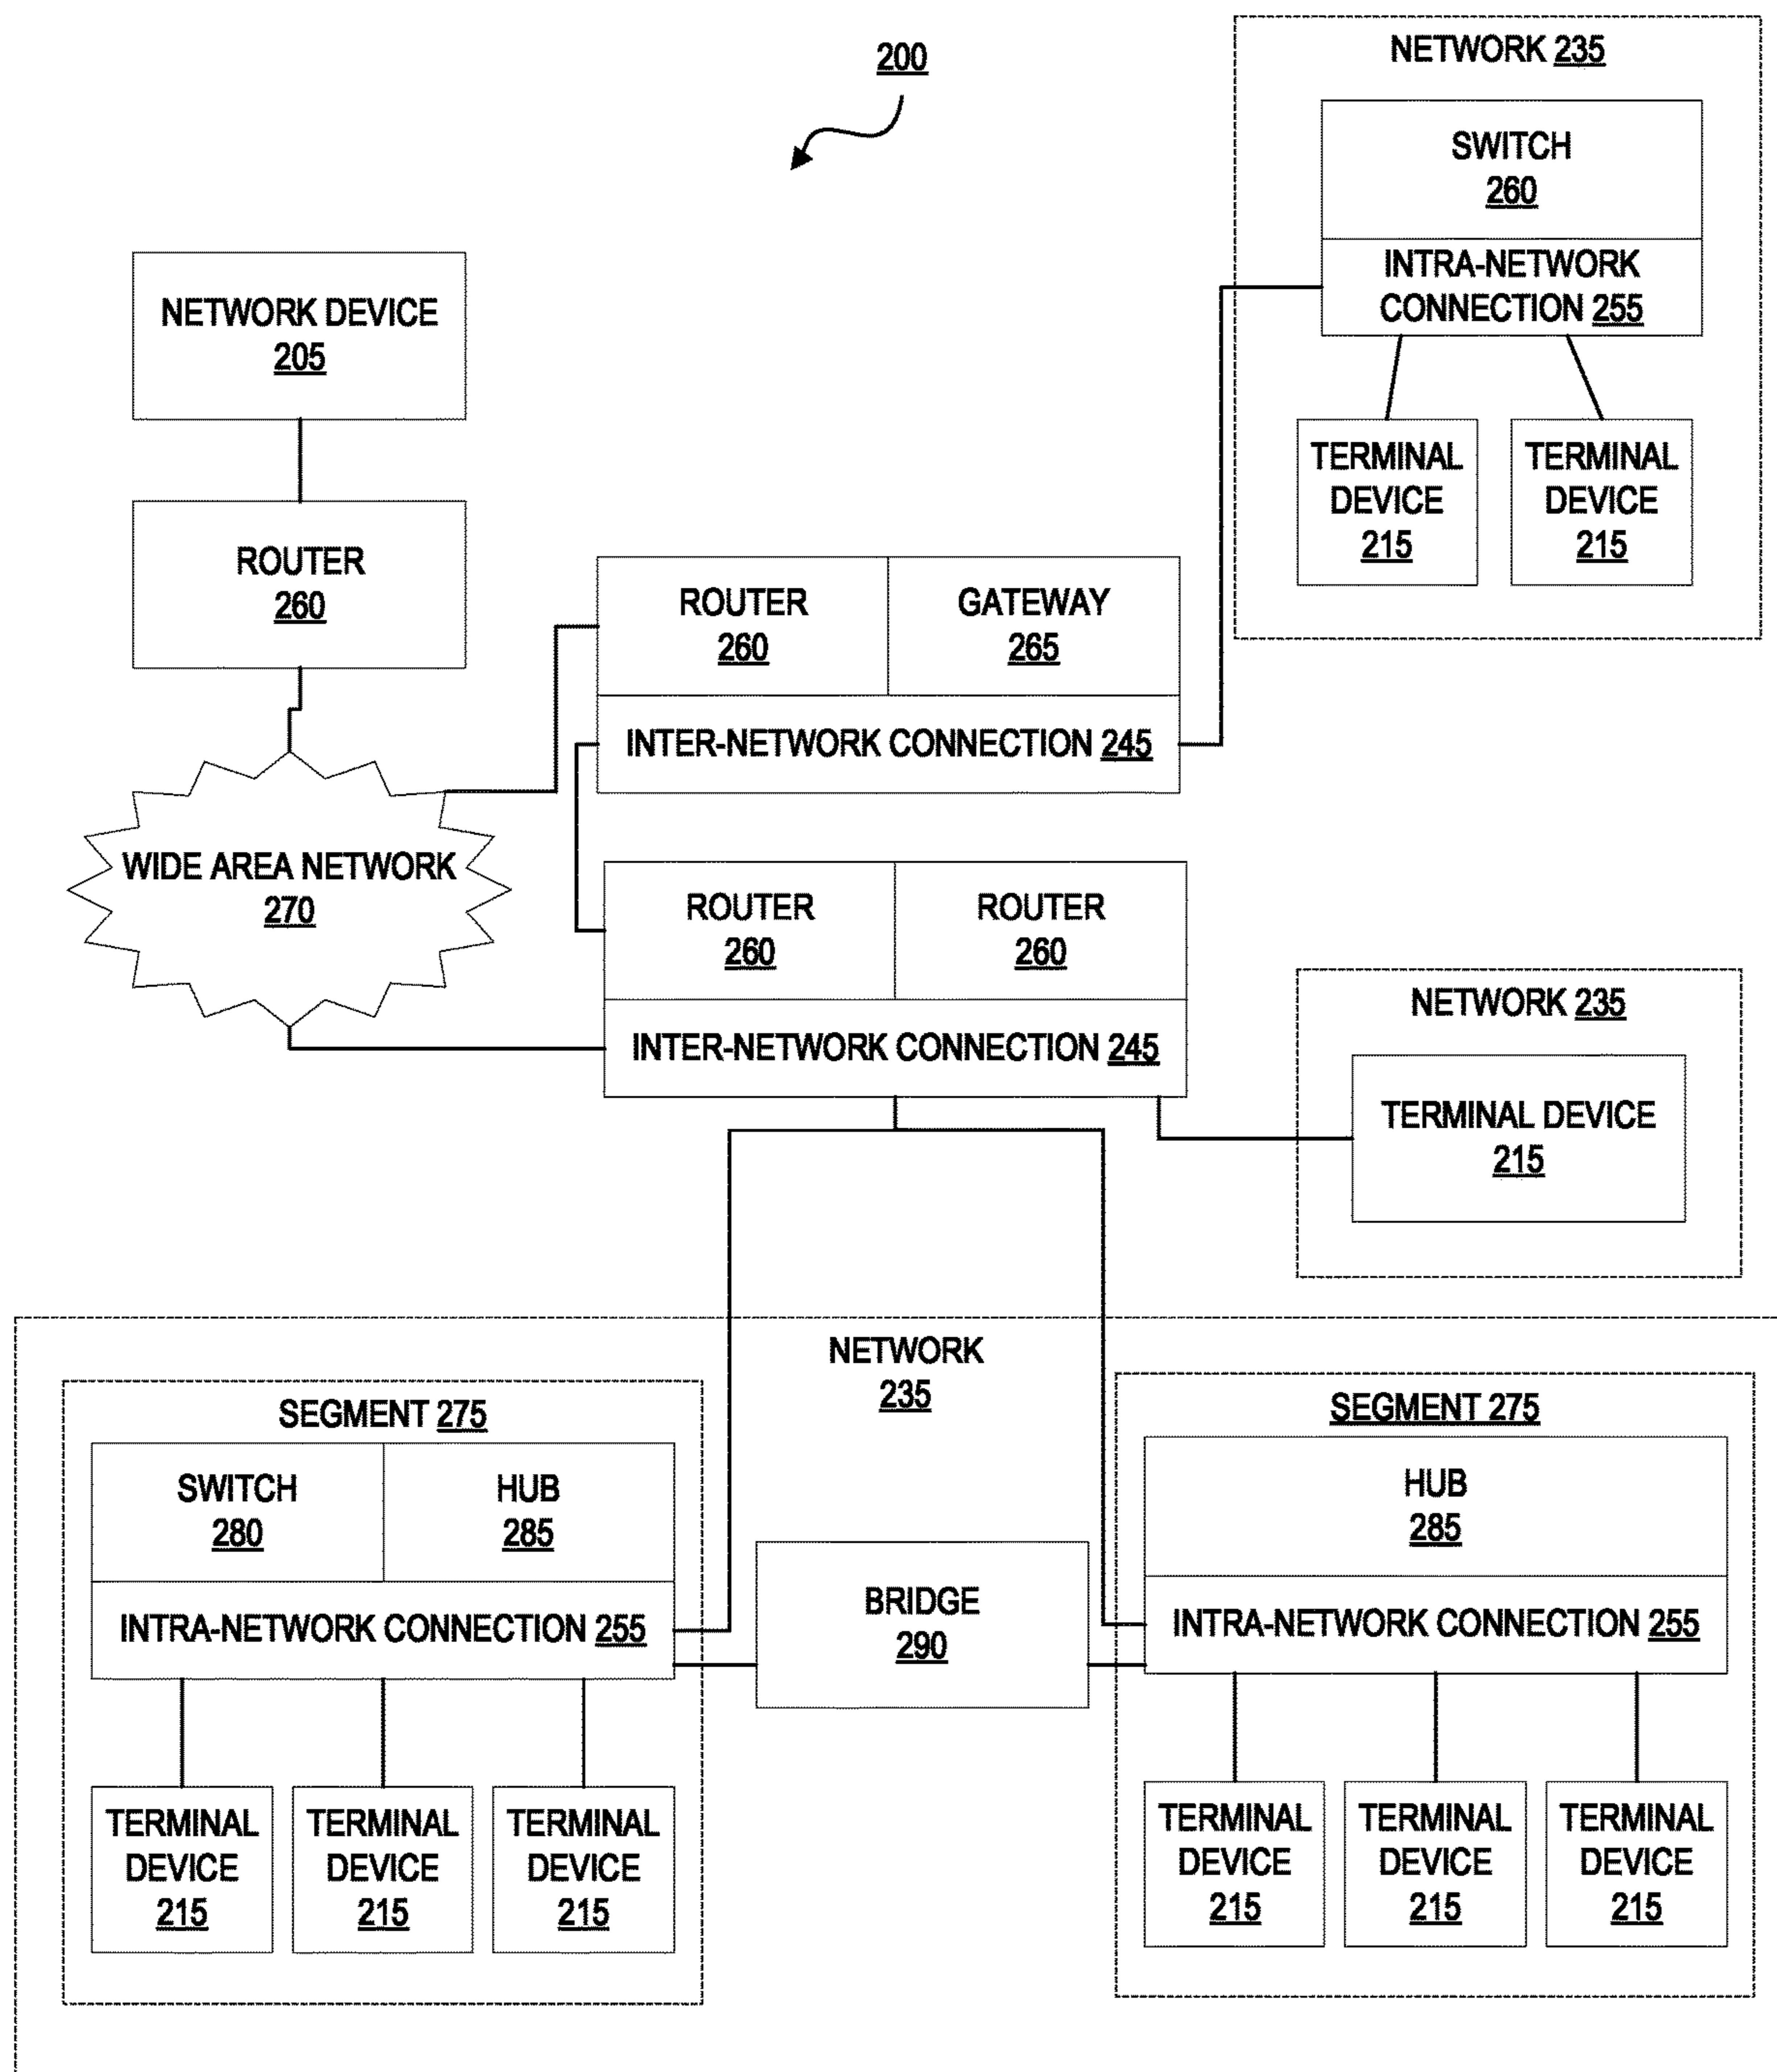 200
NETWORK 235
SWITCH
260
INTRA-NETWORK
CONNECTION 255
TERMINAL
DEVICE
215
TERMINAL
DEVICE
215
NETWORK DEVICE
205
ROUTER
260
ROUTER
260
GATEWAY
265
INTER-NETWORK CONNECTION 245
WIDE AREA NETWORK
270
ROUTER
260
ROUTER
260
INTER-NETWORK CONNECTION 245
NETWORK 235
TERMINAL DEVICE
215
NETWORK
235
SEGMENT 275
SWITCH
280
HUB
285
INTRA-NETWORK CONNECTION 255
TERMINAL
DEVICE
215
TERMINAL
DEVICE
215
TERMINAL
DEVICE
215
BRIDGE
290
SEGMENT 275
HUB
285
INTRA-NETWORK CONNECTION 255
TERMINAL
DEVICE
215
TERMINAL
DEVICE
215
TERMINAL
DEVICE
215